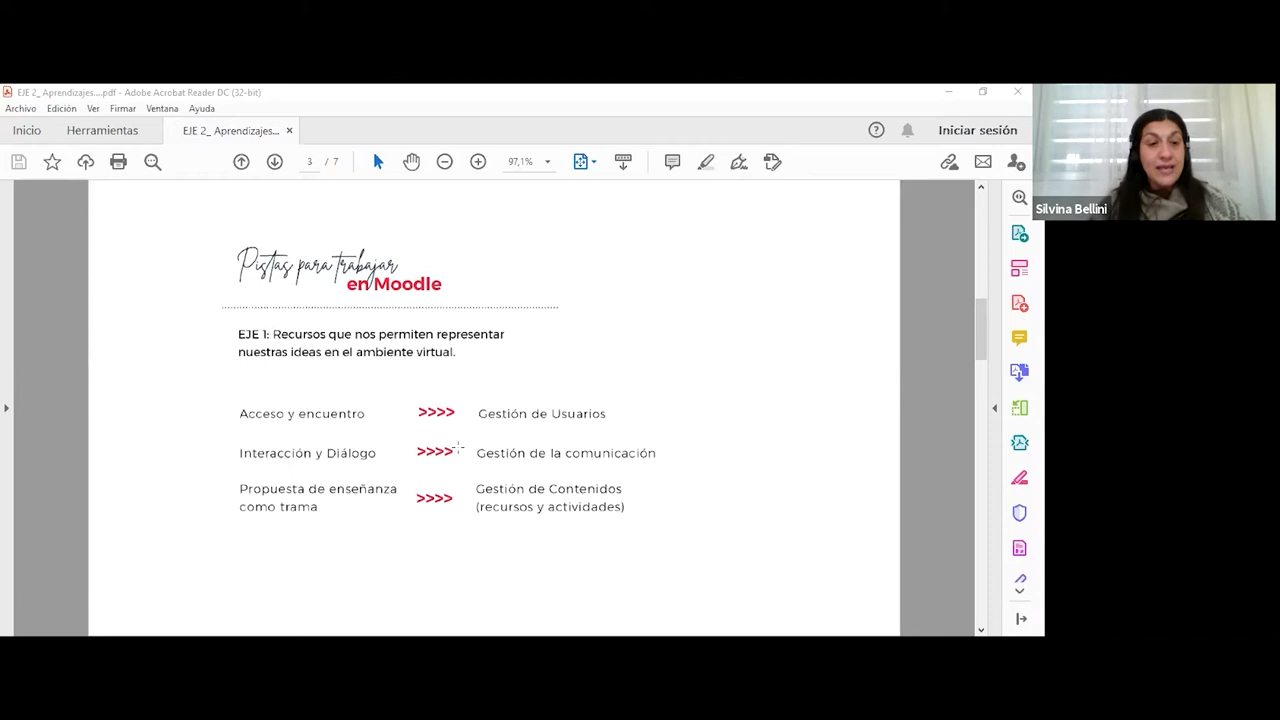 EJE 2_ Aprendizajes....pdf - Adobe Acrobat Reader DC (32-bit)
Archivo Edición Ver Firmar Ventana Ayuda
Inicio Herramientas EJE 2_ Aprendizajes... × Iniciar sesión
3 / 7 97,1%
Silvina Bellini
Pistas para trabajar
en Moodle
EJE 1: Recursos que nos permiten representar
nuestras ideas en el ambiente virtual.
Acceso y encuentro >>>> Gestión de Usuarios
Interacción y Diálogo >>>> Gestión de la comunicación
Propuesta de enseñanza
como trama
>>>>
Gestión de Contenidos
(recursos y actividades)